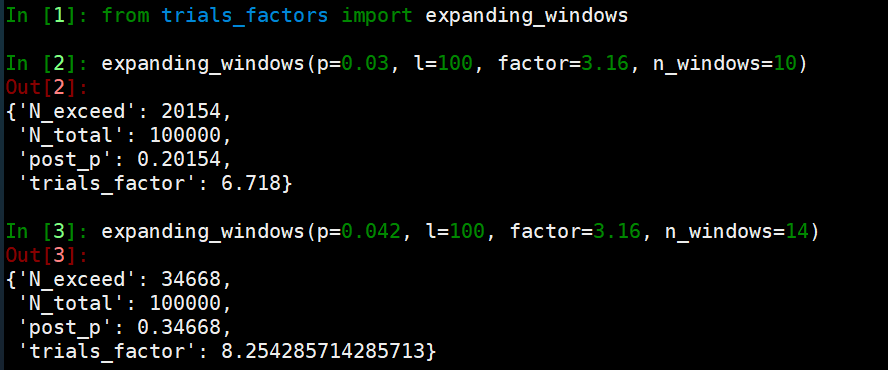 In [1]: from trials_factors import expanding_windows
In [2]: expanding_windows(p=0.03, l=100, factor=3.16, n_windows=10)
Out[2]:
{'N_exceed': 20154,
 'N_total': 100000,
 'post_p': 0.20154,
 'trials_factor': 6.718}
In [3]: expanding_windows(p=0.042, l=100, factor=3.16, n_windows=14)
Out[3]:
{'N_exceed': 34668,
 'N_total': 100000,
 'post_p': 0.34668,
 'trials_factor': 8.254285714285713}